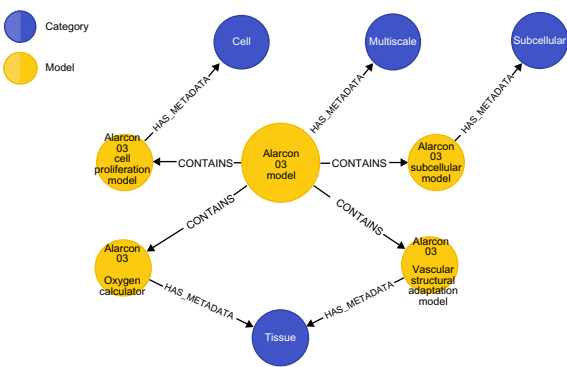 Category
Model
Cell
Multiscale
Subcellular
HAS_METADATA
HAS_METADATA
HAS_METADATA
Alarcon
03
cell
proliferation
model
CONTAINS
Alarcon
03
model
CONTAINS
Alarcon
03
subcellular
model
CONTAINS
CONTAINS
Alarcon
03
Oxygen
calculator
Alarcon
03
Vascular
structural
adaptation
model
HAS_METADATA
HAS_METADATA
Tissue